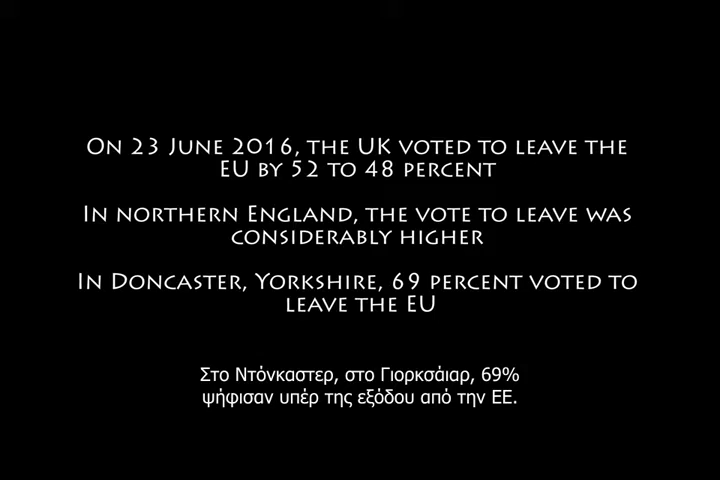 On 23 June 2016, the UK voted to leave the
EU by 52 to 48 percent
In northern England, the vote to leave was
considerably higher
In Doncaster, Yorkshire, 69 percent voted to
leave the EU
Στο Ντόνκαστερ, στο Γιορκσάιαρ, 69%
ψήφισαν υπέρ της εξόδου από την ΕΕ.